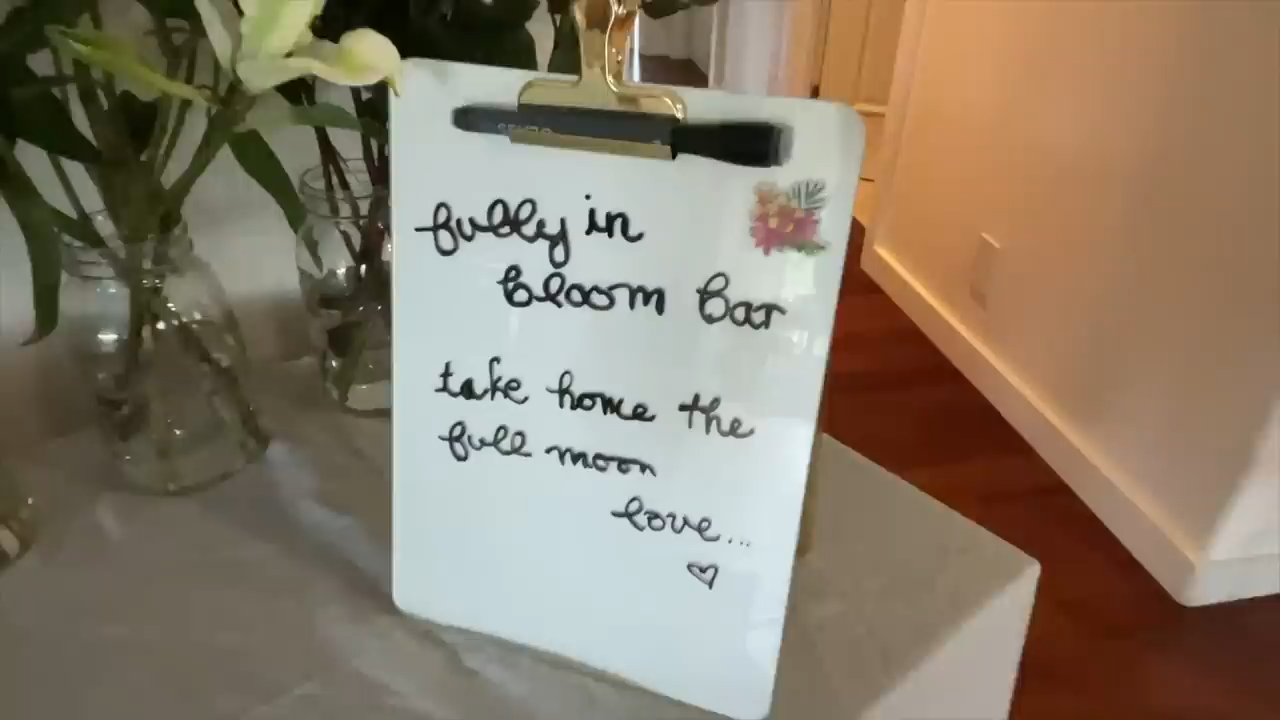 fully in
bloom bar
take home the
full moon
love...
♡